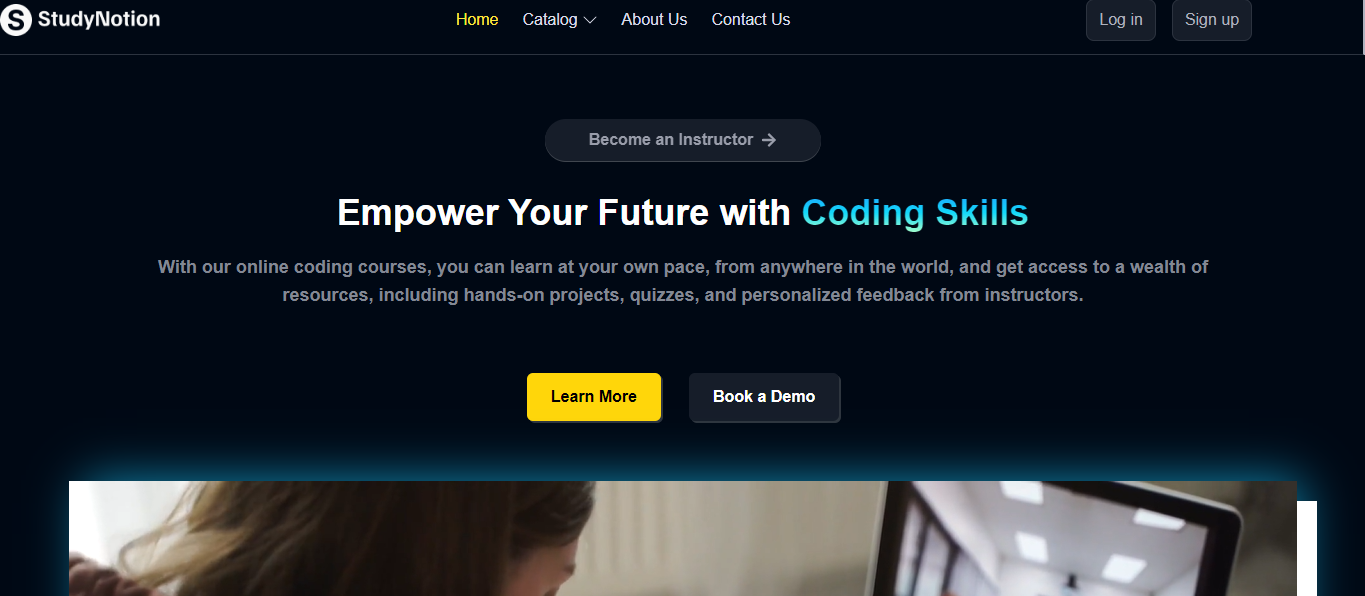 StudyNotion
Home Catalog About Us Contact Us
Log in Sign up
Become an Instructor
Empower Your Future with Coding Skills
With our online coding courses, you can learn at your own pace, from anywhere in the world, and get access to a wealth of
resources, including hands-on projects, quizzes, and personalized feedback from instructors.
Learn More Book a Demo